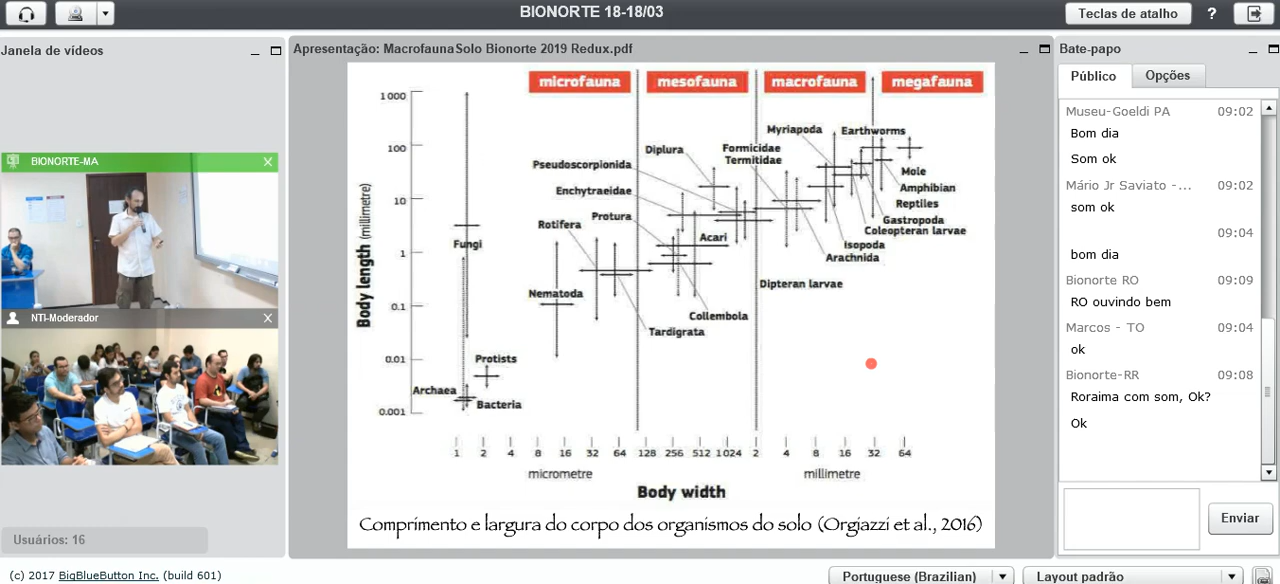 BIONORTE 18-18/03
Teclas de atalho
?
Janela de vídeos
BIONORTE-MA
X
NTI-Moderador
X
Usuários: 16
Apresentação: MacrofaunaSolo Bionorte 2019 Redux.pdf
microfauna
mesofauna
macrofauna
megafauna
Body length (millimetre)
1 000
100
10
1
0.1
0.01
0.001
Myriapoda
Earthworms
Diplura
Formicidae
Termitidae
Pseudoscorpionida
Mole
Enchytraeidae
Amphibian
Reptiles
Protura
Gastropoda
Rotifera
Coleopteran larvae
Acari
Fungi
Isopoda
Arachnida
Dipteran larvae
Nematoda
Collembola
Tardigrata
Protists
Archaea
Bacteria
1 2 4 8 16 32 64 128 256 512 1 024 2 4 8 16 32 64
micrometre
millimetre
Body width
Comprimento e largura do corpo dos organismos do solo (Orgiazzi et al., 2016)
Bate-papo
Público
Opções
Museu-Goeldi PA 09:02
Bom dia
Som ok
Mário Jr Saviato -... 09:02
som ok
09:04
bom dia
Bionorte RO 09:09
RO ouvindo bem
Marcos - TO 09:04
ok
Bionorte-RR 09:08
Roraima com som, Ok?
Ok
Enviar
(c) 2017 BigBlueButton Inc. (build 601)
Portuguese (Brazilian)
Layout padrão